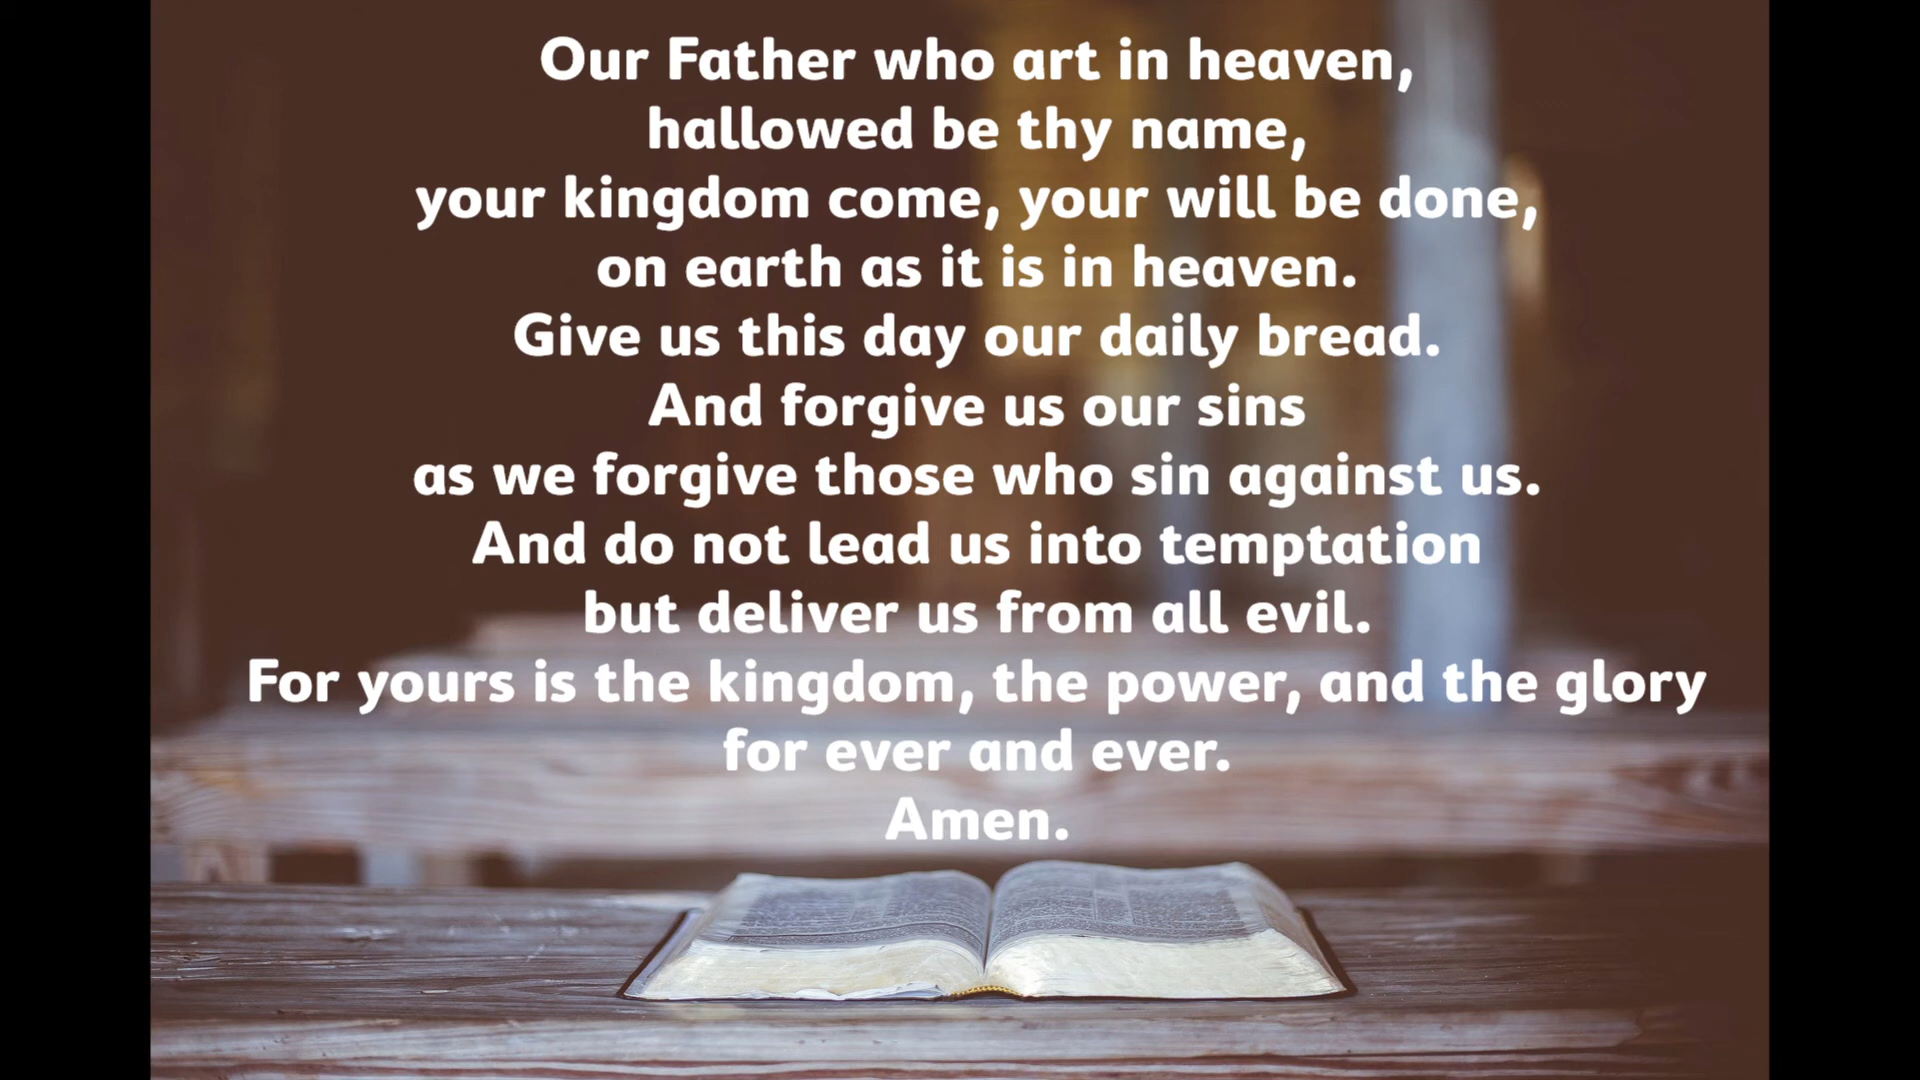 Our Father who art in heaven,
hallowed be thy name,
your kingdom come, your will be done,
on earth as it is in heaven.
Give us this day our daily bread.
And forgive us our sins
as we forgive those who sin against us.
And do not lead us into temptation
but deliver us from all evil.
For yours is the kingdom, the power, and the glory
for ever and ever.
Amen.